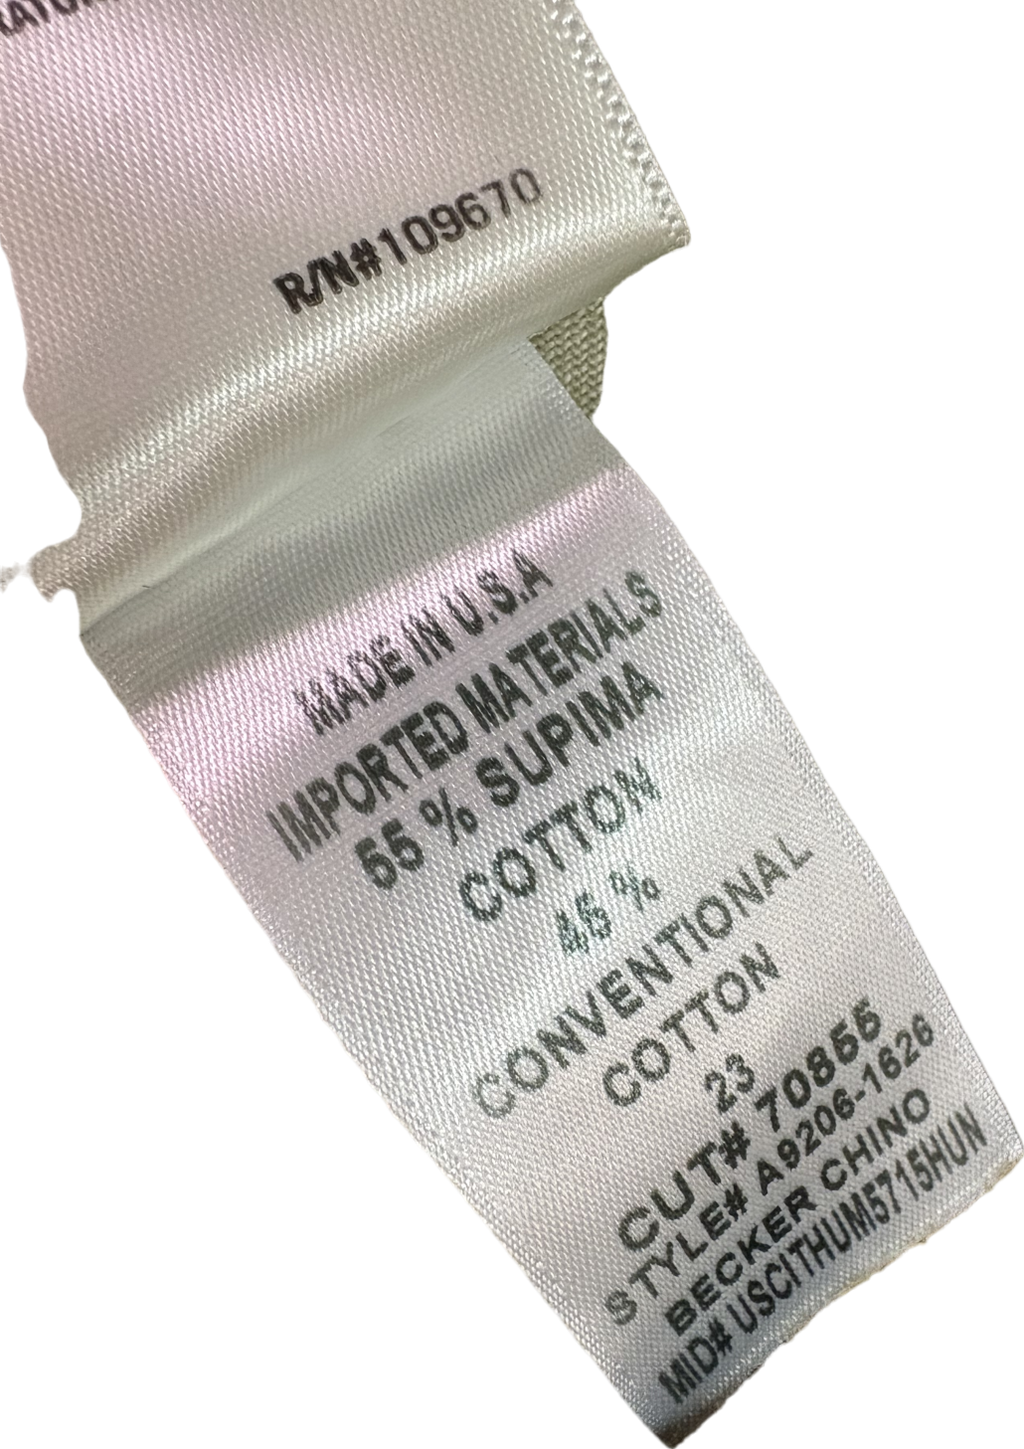 R/N#109670
MADE IN U.S.A
IMPORTED MATERIALS
55 % SUPIMA
COTTON
45 %
CONVENTIONAL
COTTON
23
CUT# 70855
STYLE# A9206-1626
BECKER CHINO
MID# USCITHUM5715HUN